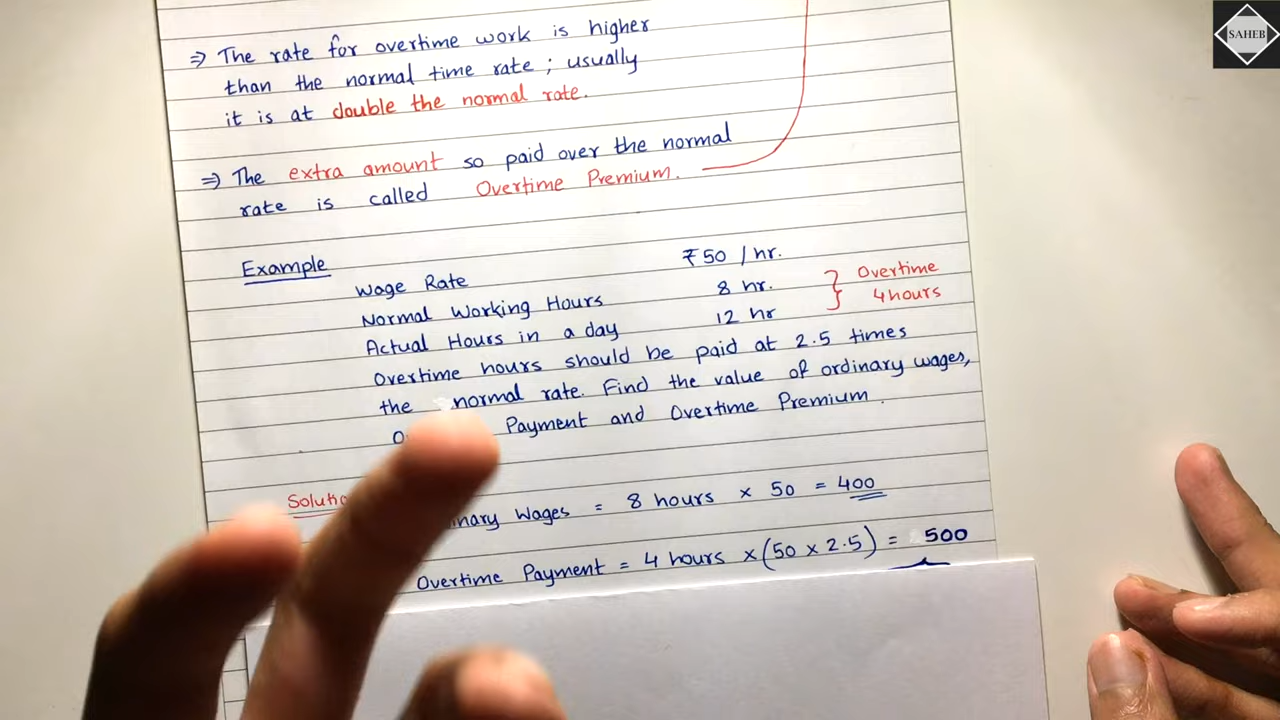 SAHEB
⇒ The rate for overtime work is higher
than the normal time rate ; usually
it is at double the normal rate.
⇒ The extra amount so paid over the normal
rate is called Overtime Premium.
Example
Wage Rate ₹50 / hr.
Normal Working Hours 8 hr.
Actual Hours in a day 12 hr
} Overtime
4 hours
Overtime hours should be paid at 2.5 times
the normal rate. Find the value of ordinary wages,
Payment and Overtime Premium.
Wages = 8 hours × 50 = 400
Overtime Payment = 4 hours × (50 × 2.5) = 500